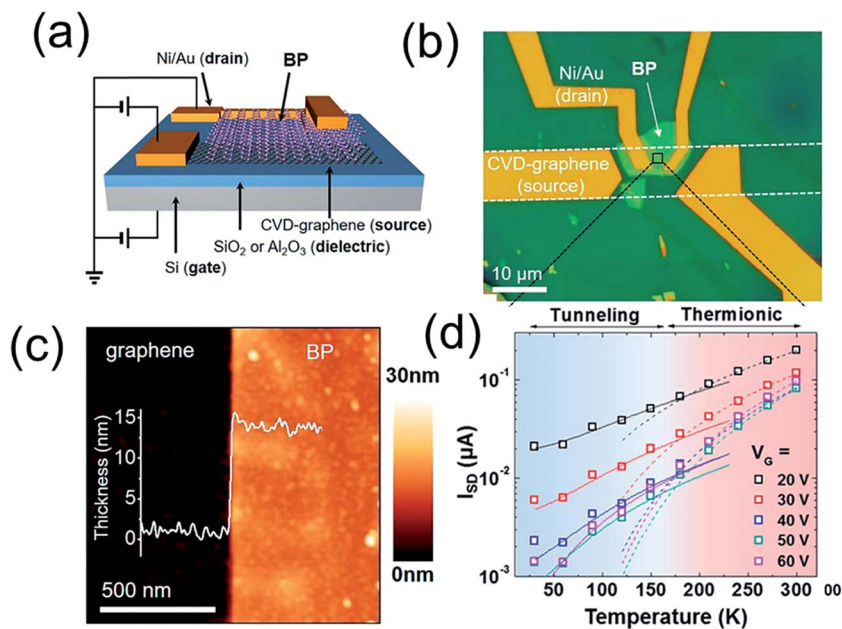 (a)
Ni/Au (drain)
BP
CVD-graphene (source)
SiO₂ or Al₂O₃ (dielectric)
Si (gate)
(b)
Ni/Au
(drain)
BP
CVD-graphene
(source)
10 μm
(c)
graphene
BP
30nm
0nm
Thickness (nm)
15
10
5
0
500 nm
(d)
Tunneling
Thermionic
I_SD (μA)
10⁻¹
10⁻²
10⁻³
V_G =
20 V
30 V
40 V
50 V
60 V
50 100 150 200 250 300
00
Temperature (K)